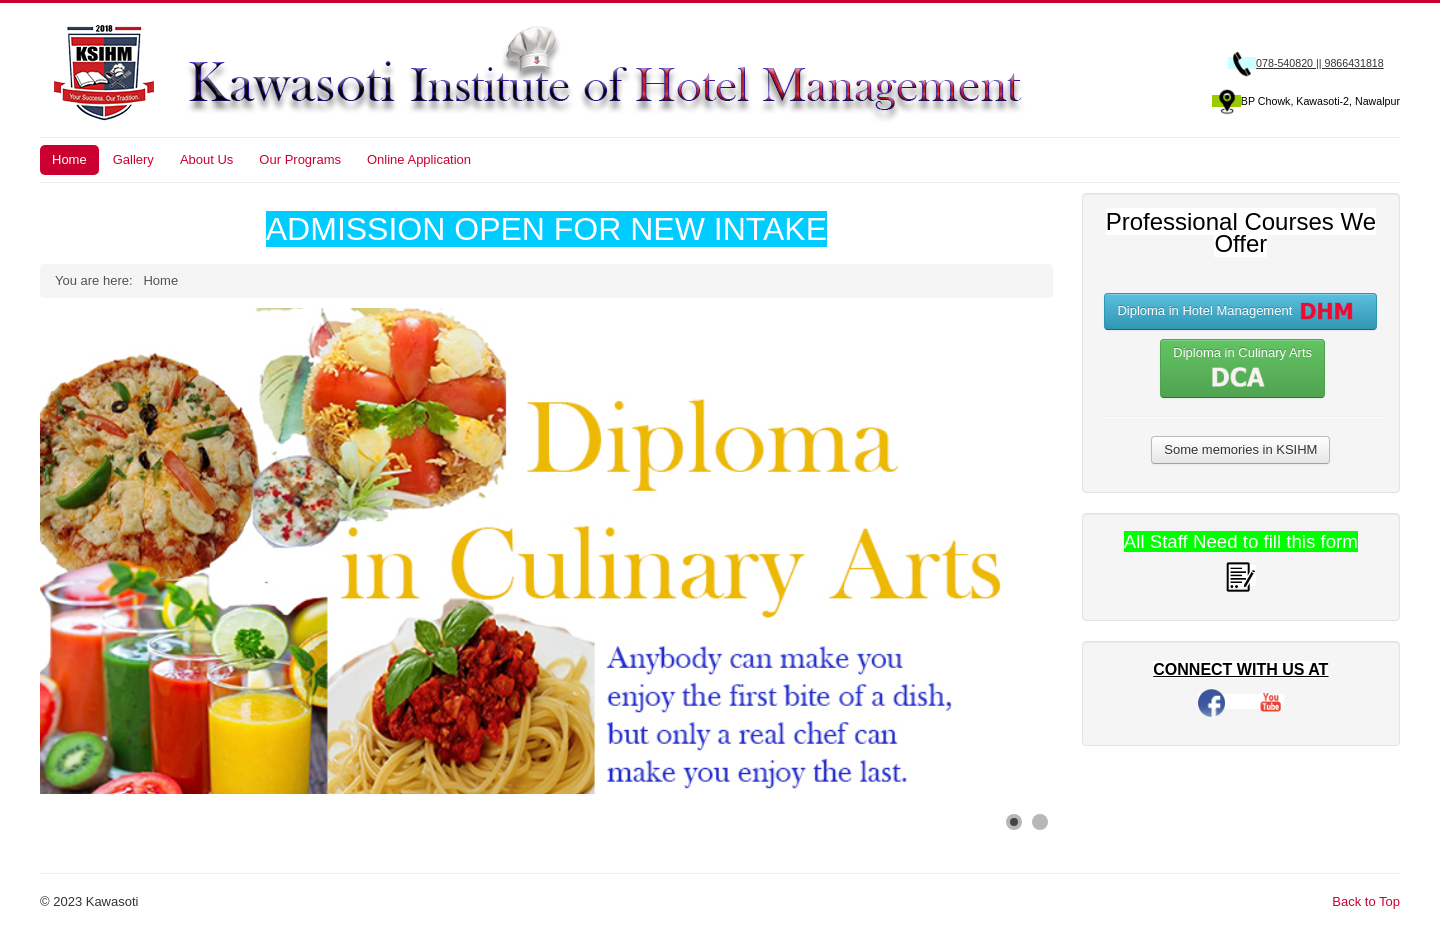 2018
KSIHM
Your Success. Our Tradition.
Kawasoti Institute of Hotel Management
078-540820 || 9866431818
BP Chowk, Kawasoti-2, Nawalpur
Home
Gallery
About Us
Our Programs
Online Application
ADMISSION OPEN FOR NEW INTAKE
You are here: Home
Diploma
in Culinary Arts
Anybody can make you
enjoy the first bite of a dish,
but only a real chef can
make you enjoy the last.
Professional Courses We
Offer
Diploma in Hotel Management DHM
Diploma in Culinary Arts
DCA
Some memories in KSIHM
All Staff Need to fill this form
CONNECT WITH US AT
You
Tube
© 2023 Kawasoti
Back to Top